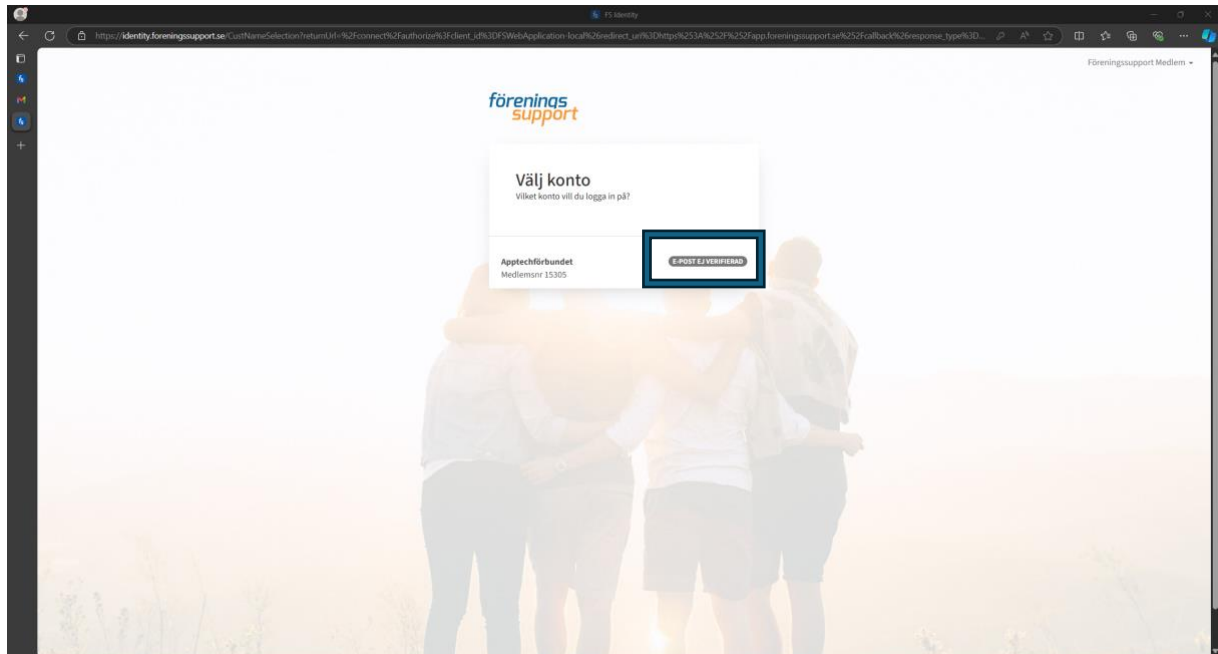 FS Identity
https://identity.foreningssupport.se/CustNameSelection?returnUrl=%2Fconnect%2Fauthorize%3Fclient_id%3DFSWebApplication-local%26redirect_uri%3Dhttps%253A%252F%252Fapp.foreningssupport.se%252Fcallback%26response_type%3D...
Föreningssupport Medlem
förenings
support
Välj konto
Vilket konto vill du logga in på?
Apptechförbundet
E-POST EJ VERIFIERAD
Medlemsnr 15305